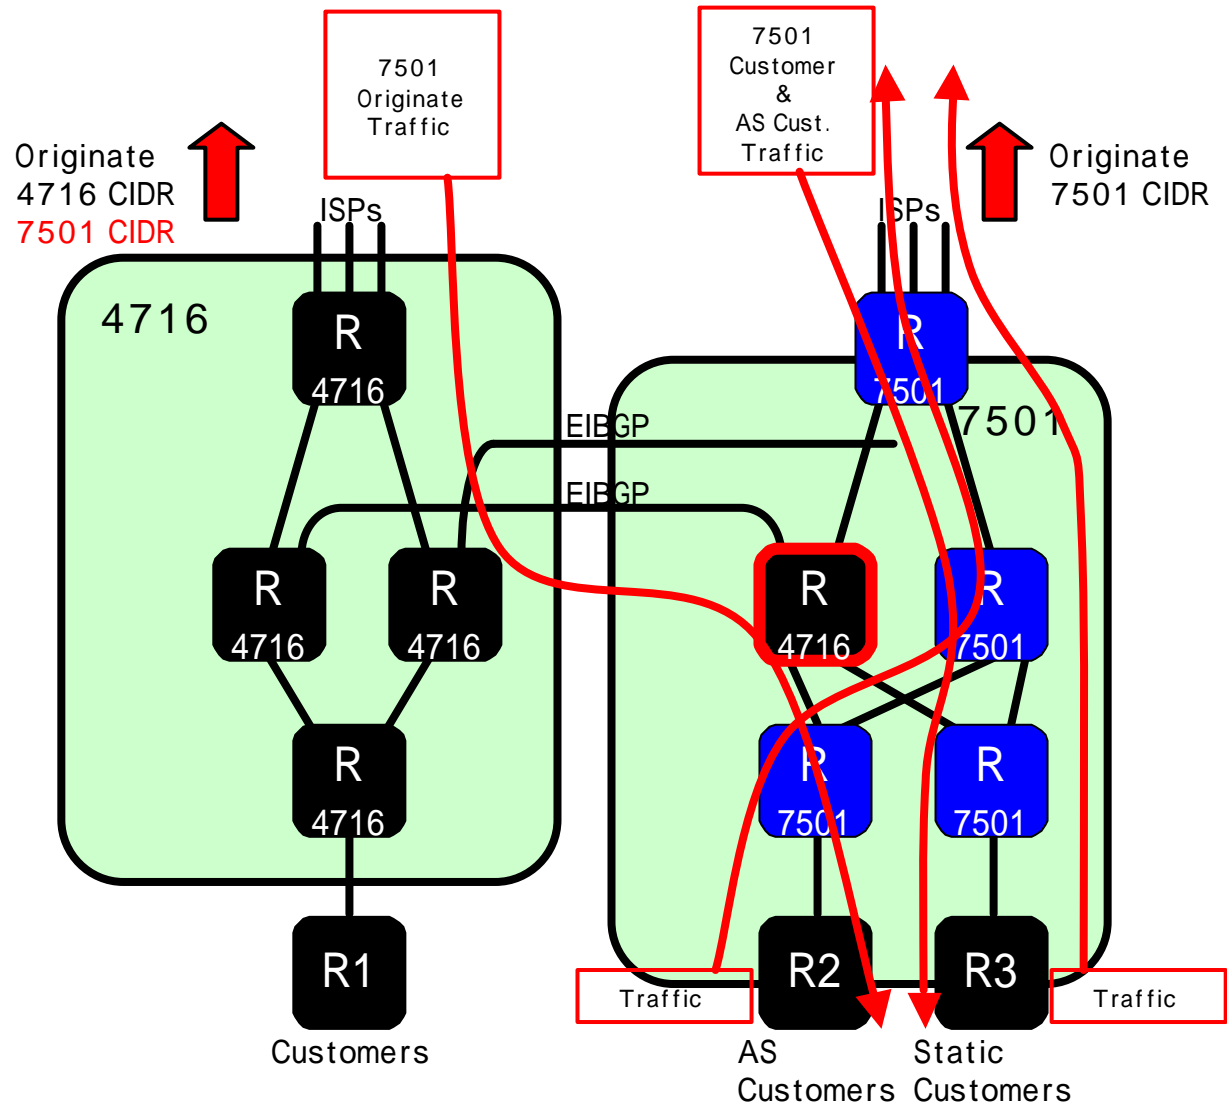 7501
Originate
Traffic
7501
Customer
&
AS Cust.
Traffic
Originate
4716 CIDR
7501 CIDR
Originate
7501 CIDR
ISPs
ISPs
4716
R
4716
R
7501
7501
EIBGP
EIBGP
R
4716
R
4716
R
4716
R
7501
R
4716
R
7501
R
7501
R1
R2
R3
Traffic
Traffic
Customers
AS
Customers
Static
Customers